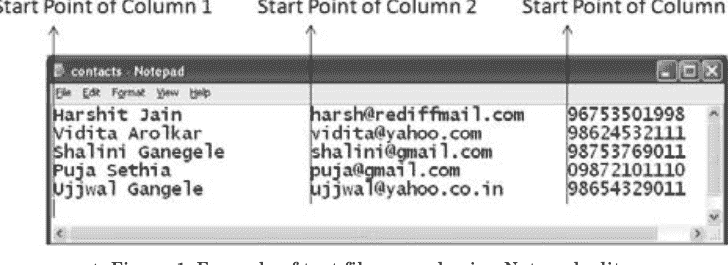 Start Point of Column 1 Start Point of Column 2 Start Point of Column
contacts - Notepad
File Edit Format View Help
Harshit Jain harsh@rediffmail.com 96753501998
Vidita Arolkar vidita@yahoo.com 98624532111
Shalini Ganegele shalini@gmail.com 98753769011
Puja Sethia puja@gmail.com 09872101110
Ujjwal Gangele ujjwal@yahoo.co.in 98654329011